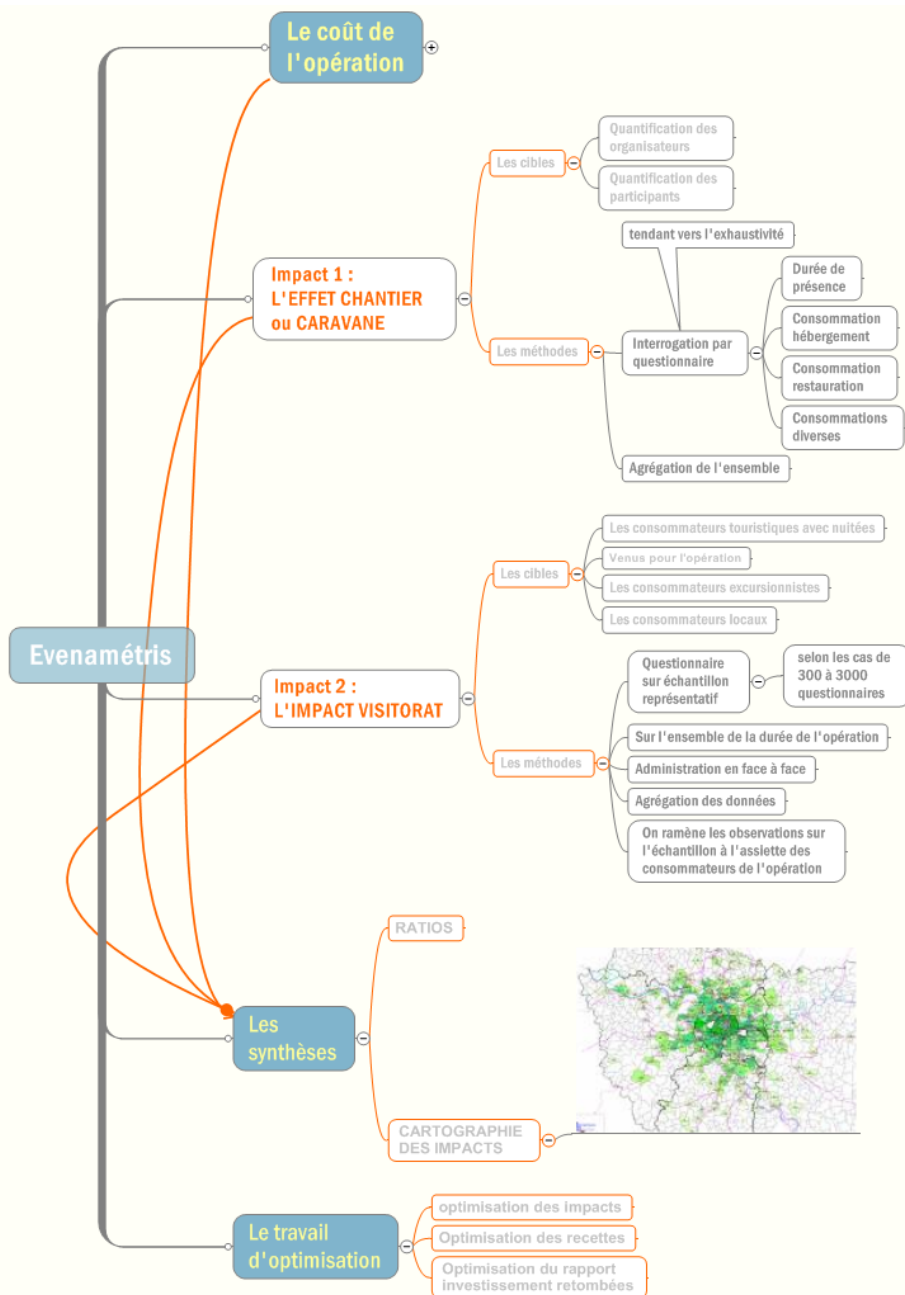 Le coût de
l'opération
Quantification des
organisateurs
Les cibles
Quantification des
participants
tendant vers l'exhaustivité
Impact 1 :
L'EFFET CHANTIER
ou CARAVANE
Durée de
présence
Consommation
hébergement
Les méthodes
Interrogation par
questionnaire
Consommation
restauration
Consommations
diverses
Agrégation de l'ensemble
Les consommateurs touristiques avec nuitées
Venus pour l'opération
Les cibles
Les consommateurs excursionnistes
Les consommateurs locaux
Evenamétris
Impact 2 :
L'IMPACT VISITORAT
Questionnaire
sur échantillon
représentatif
selon les cas de
300 à 3000
questionnaires
Sur l'ensemble de la durée de l'opération
Les méthodes
Administration en face à face
Agrégation des données
On ramène les observations sur
l'échantillon à l'assiette des
consommateurs de l'opération
RATIOS
Les
synthèses
CARTOGRAPHIE
DES IMPACTS
Le travail
d'optimisation
optimisation des impacts
Optimisation des recettes
Optimisation du rapport
investissement retombées